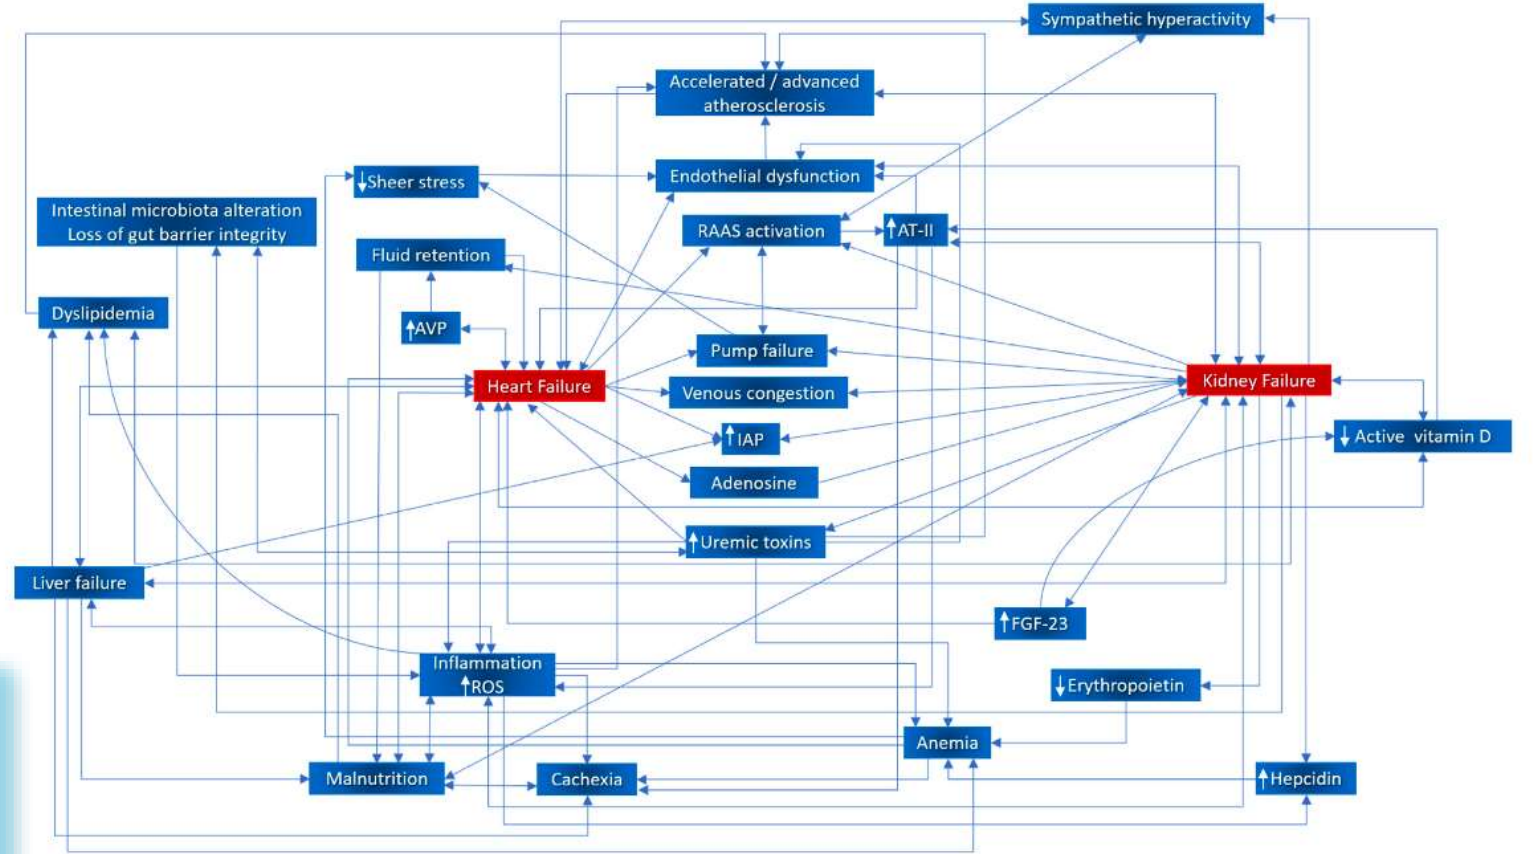 Sympathetic hyperactivity
Accelerated / advanced
atherosclerosis
↓Sheer stress
Endothelial dysfunction
Intestinal microbiota alteration
Loss of gut barrier integrity
RAAS activation
↑AT-II
Fluid retention
Dyslipidemia
↑AVP
Pump failure
Heart Failure
Kidney Failure
Venous congestion
↑IAP
↓ Active vitamin D
Adenosine
↑Uremic toxins
Liver failure
↑FGF-23
Inflammation
↑ROS
↓Erythropoietin
Anemia
Malnutrition
Cachexia
↑Hepcidin